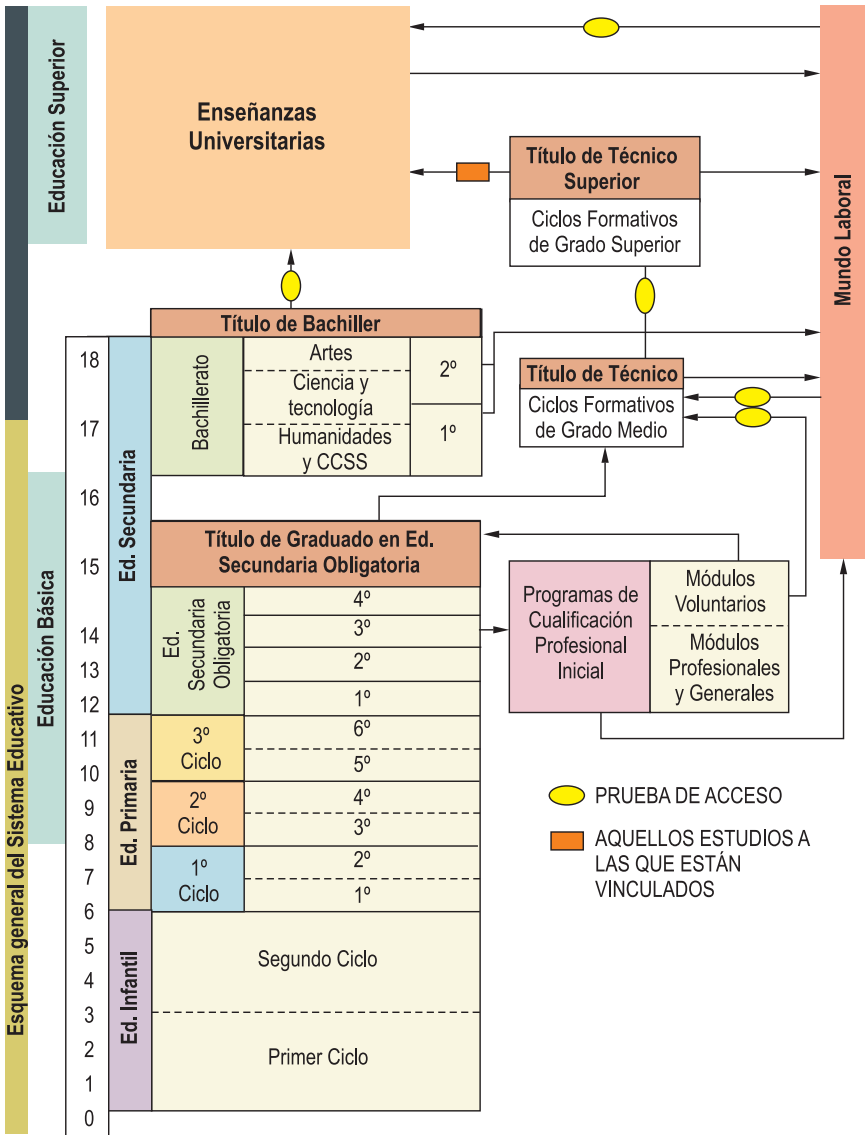 Esquema general del Sistema Educativo
Educación Superior
Educación Básica
Enseñanzas
Universitarias
Título de Técnico
Superior
Ciclos Formativos
de Grado Superior
Mundo Laboral
Título de Bachiller
Bachillerato
Artes
Ciencia y
tecnología
Humanidades
y CCSS
2º
1º
Título de Técnico
Ciclos Formativos
de Grado Medio
18
17
16
15
14
13
12
11
10
9
8
7
6
5
4
3
2
1
0
Ed. Secundaria
Ed. Primaria
Ed. Infantil
Título de Graduado en Ed.
Secundaria Obligatoria
Ed.
Secundaria
Obligatoria
4º
3º
2º
1º
Programas de
Cualificación
Profesional
Inicial
Módulos
Voluntarios
Módulos
Profesionales
y Generales
3º
Ciclo
6º
5º
2º
Ciclo
4º
3º
1º
Ciclo
2º
1º
Segundo Ciclo
Primer Ciclo
PRUEBA DE ACCESO
AQUELLOS ESTUDIOS A
LAS QUE ESTÁN
VINCULADOS